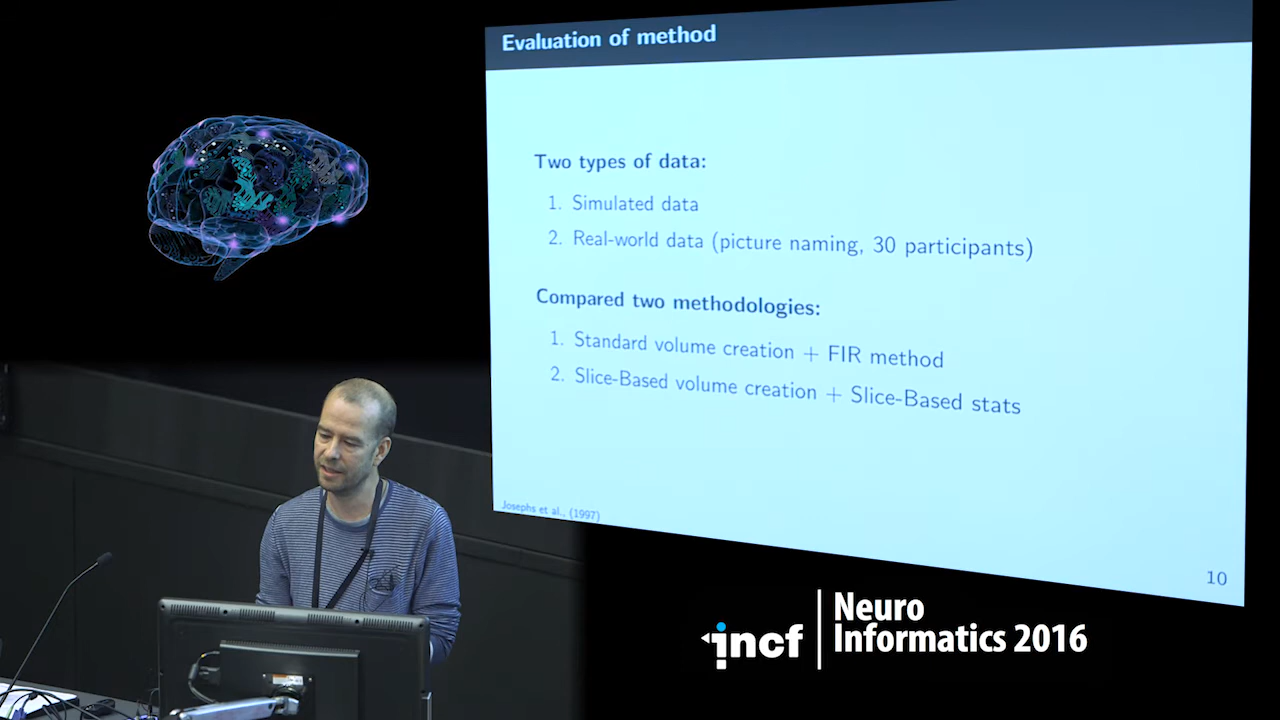 Evaluation of method
Two types of data:
1. Simulated data
2. Real-world data (picture naming, 30 participants)
Compared two methodologies:
1. Standard volume creation + FIR method
2. Slice-Based volume creation + Slice-Based stats
Josephs et al., (1997)
10
incf
Neuro
Informatics 2016